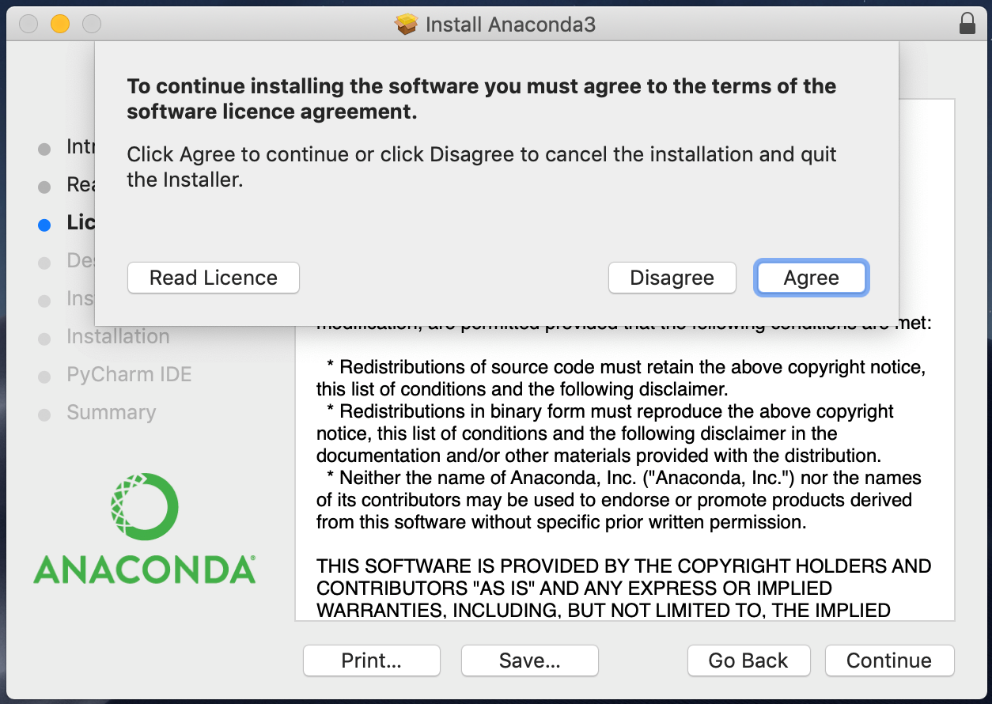 Install Anaconda3
To continue installing the software you must agree to the terms of the
software licence agreement.
Click Agree to continue or click Disagree to cancel the installation and quit
the Installer.
Read Licence
Disagree
Agree
Intr
Rea
Lic
Des
Ins
Installation
PyCharm IDE
Summary
ANACONDA®
modification, are permitted provided that the following conditions are met:
* Redistributions of source code must retain the above copyright notice,
this list of conditions and the following disclaimer.
* Redistributions in binary form must reproduce the above copyright
notice, this list of conditions and the following disclaimer in the
documentation and/or other materials provided with the distribution.
* Neither the name of Anaconda, Inc. ("Anaconda, Inc.") nor the names
of its contributors may be used to endorse or promote products derived
from this software without specific prior written permission.
THIS SOFTWARE IS PROVIDED BY THE COPYRIGHT HOLDERS AND
CONTRIBUTORS "AS IS" AND ANY EXPRESS OR IMPLIED
WARRANTIES, INCLUDING, BUT NOT LIMITED TO, THE IMPLIED
Print...
Save...
Go Back
Continue